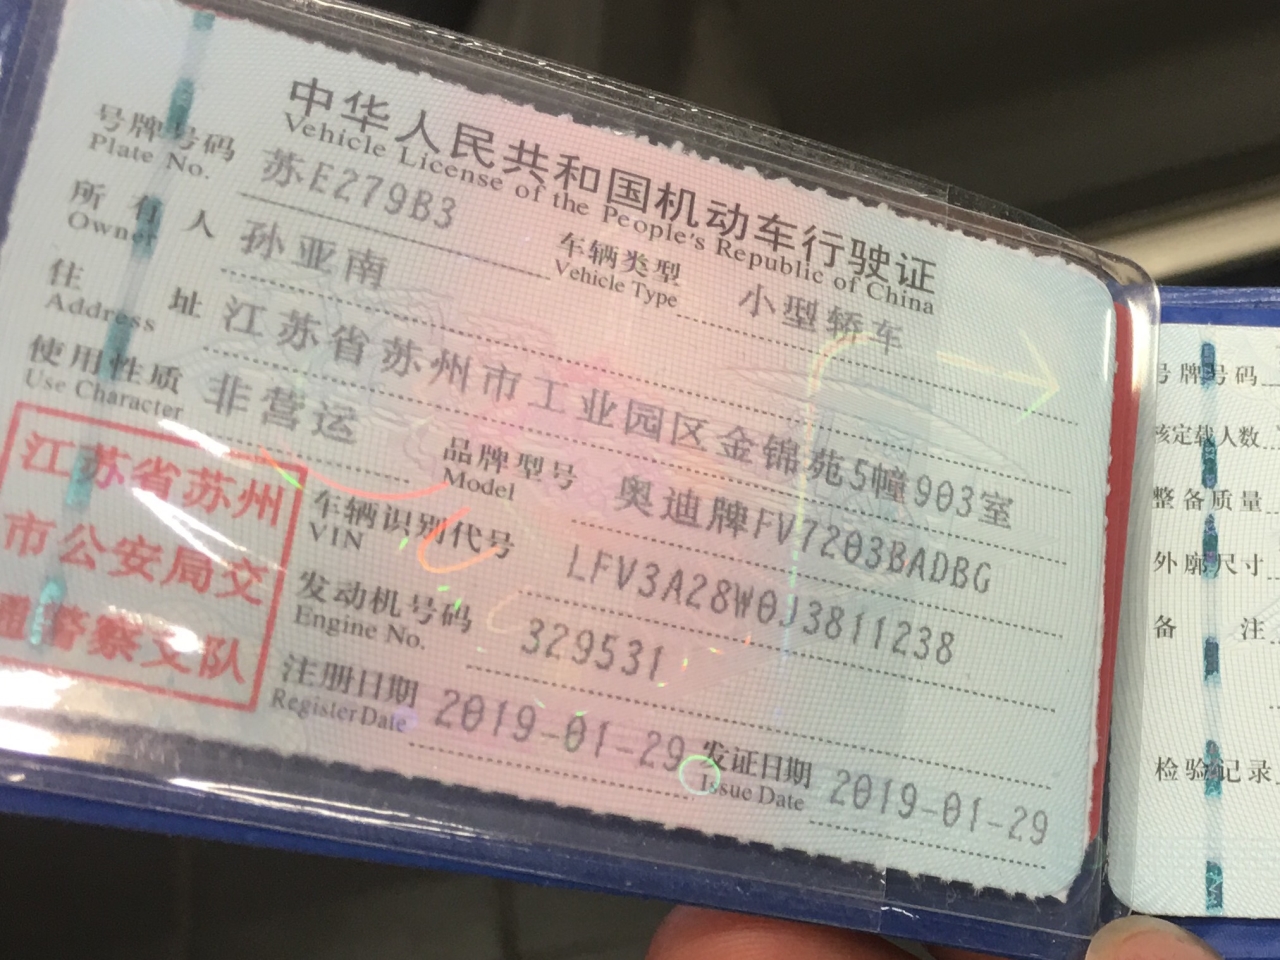 中华人民共和国机动车行驶证
Vehicle License of the People's Republic of China
号牌号码 苏E279B3
Plate No.
车辆类型 小型轿车
Vehicle Type
所有人 孙亚南
Owner
住址 江苏省苏州市工业园区金锦苑5幢903室
Address
使用性质 非营运
Use Character
品牌型号 奥迪牌FV7203BADBG
Model
车辆识别代号 LFV3A28W0J3811238
VIN
发动机号码 329531
Engine No.
注册日期 2019-01-29
Register Date
发证日期 2019-01-29
Issue Date
江苏省苏州
市公安局交
通警察支队
号牌号码
核定载人数
整备质量
外廓尺寸
备注
检验记录